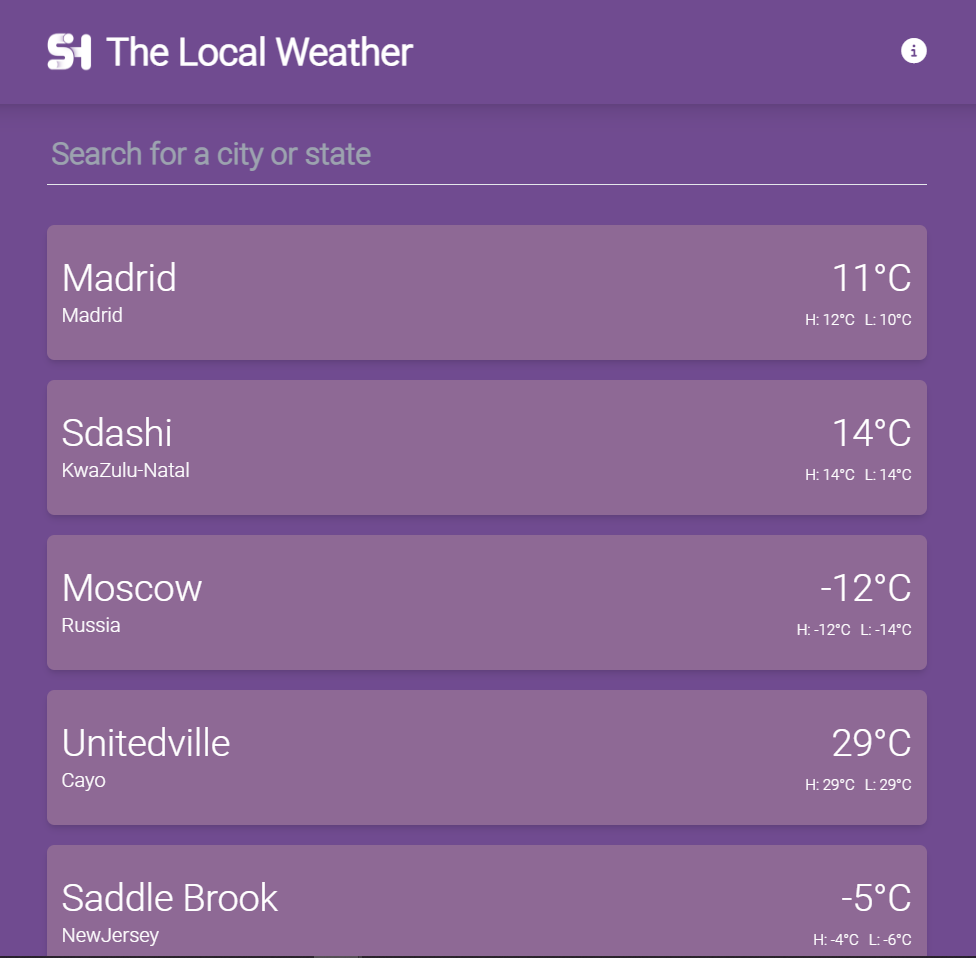 SH The Local Weather
Search for a city or state
Madrid 11°C
Madrid H: 12°C L: 10°C
Sdashi 14°C
KwaZulu-Natal H: 14°C L: 14°C
Moscow -12°C
Russia H: -12°C L: -14°C
Unitedville 29°C
Cayo H: 29°C L: 29°C
Saddle Brook -5°C
NewJersey H: -4°C L: -6°C